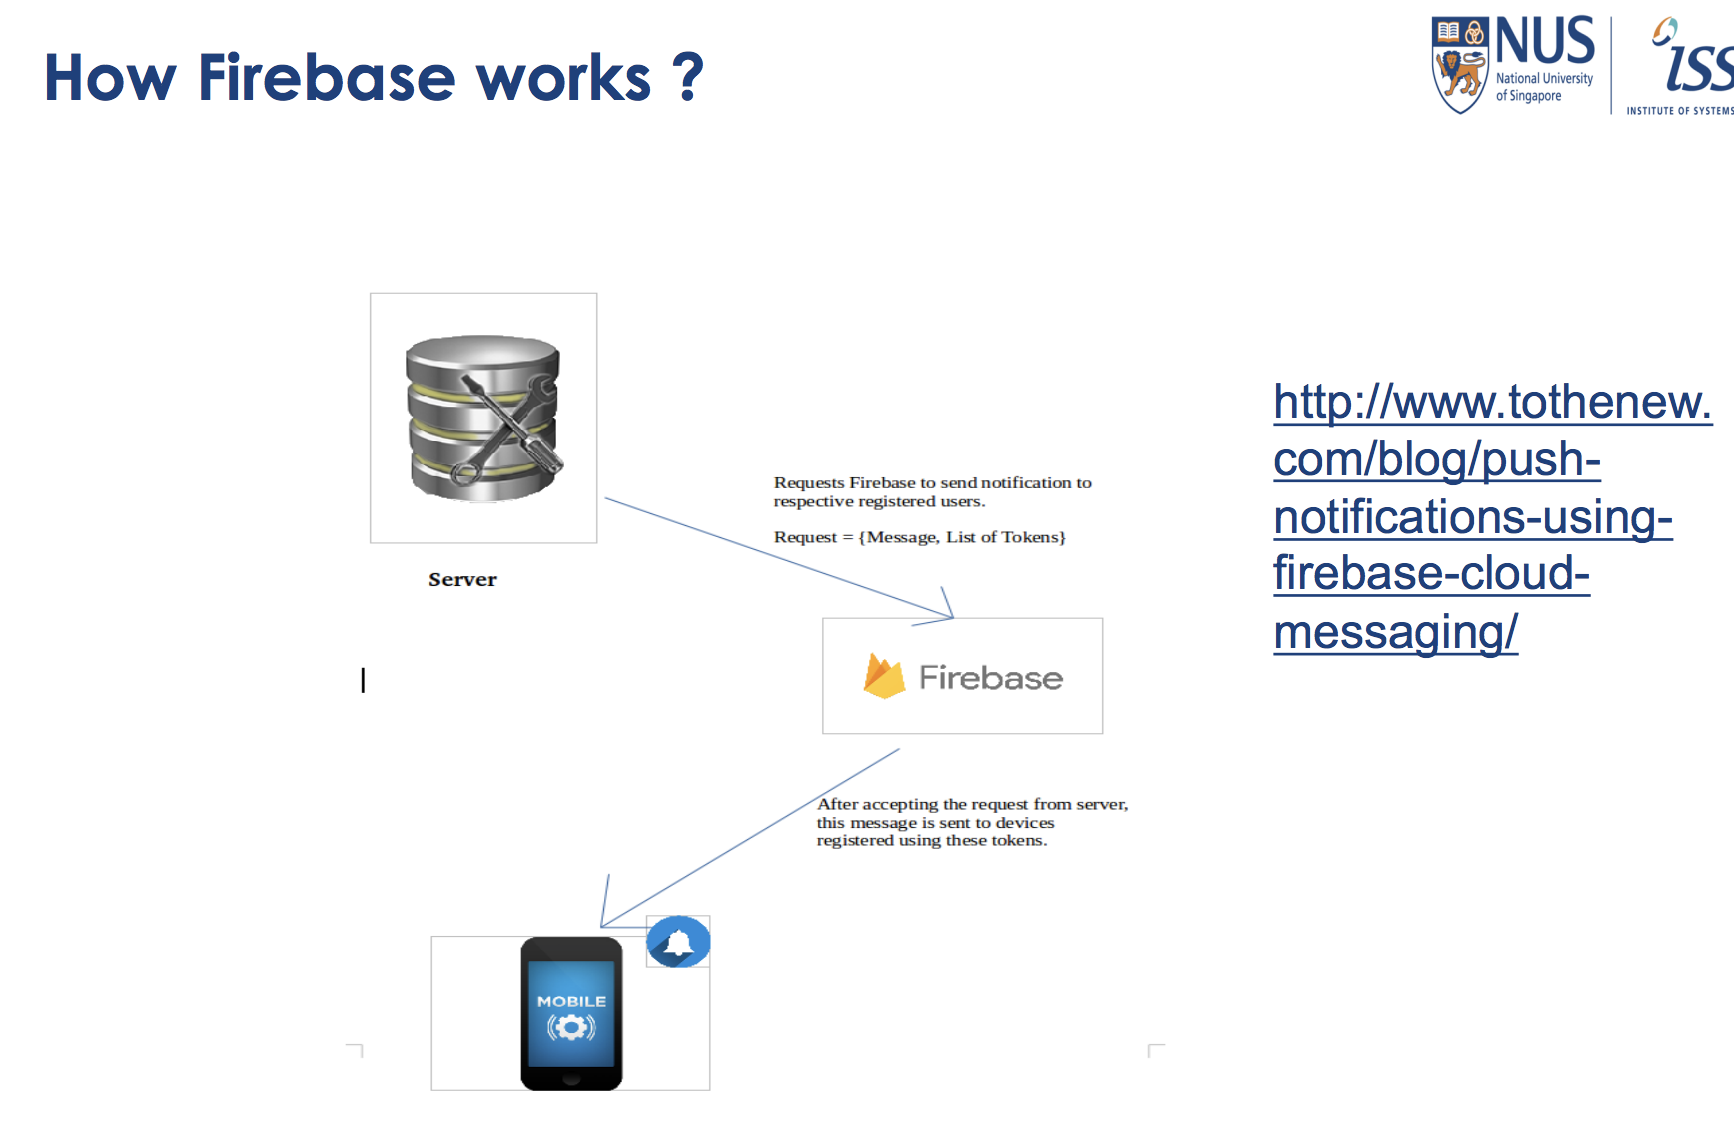 How Firebase works ?
NUS
National University
of Singapore
iss
INSTITUTE OF SYSTEMS
Requests Firebase to send notification to
respective registered users.
Request = {Message, List of Tokens}
Server
http://www.tothenew.
com/blog/push-
notifications-using-
firebase-cloud-
messaging/
Firebase
After accepting the request from server,
this message is sent to devices
registered using these tokens.
MOBILE